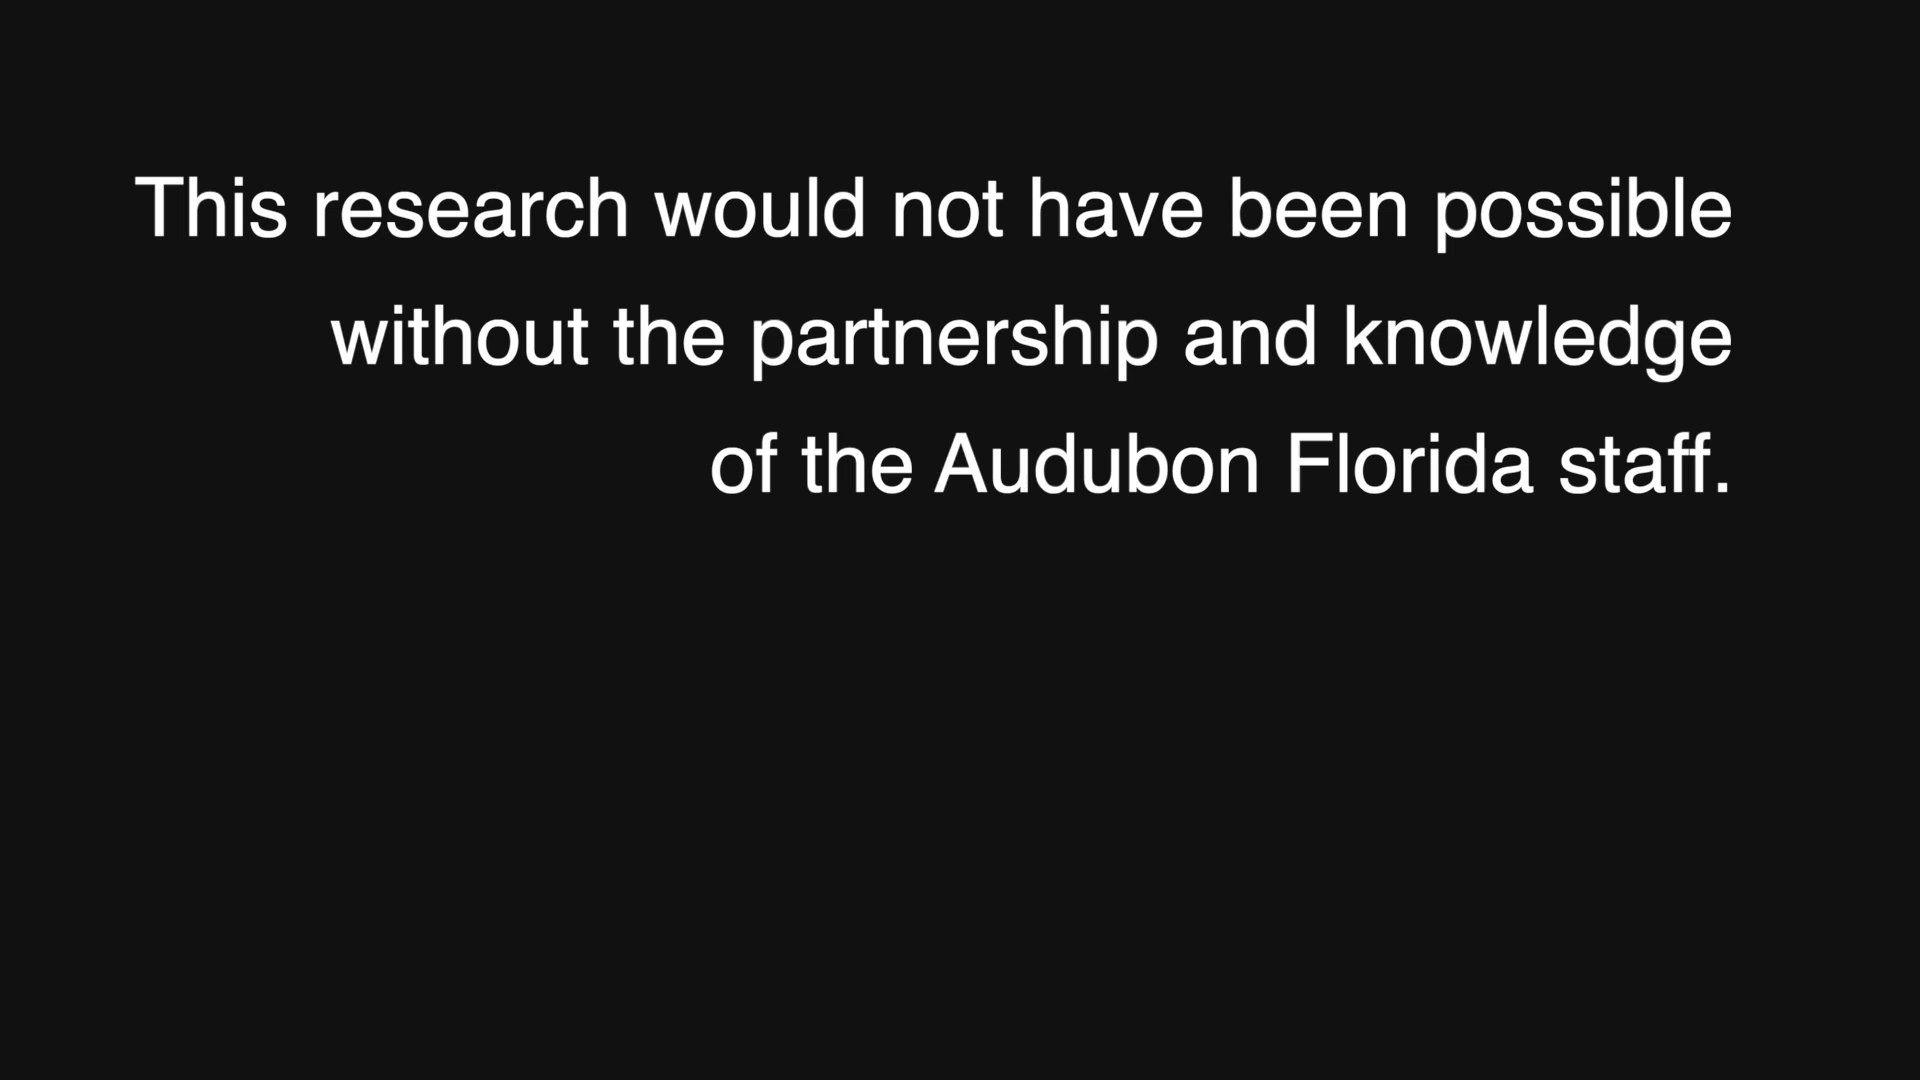 This research would not have been possible
without the partnership and knowledge
of the Audubon Florida staff.